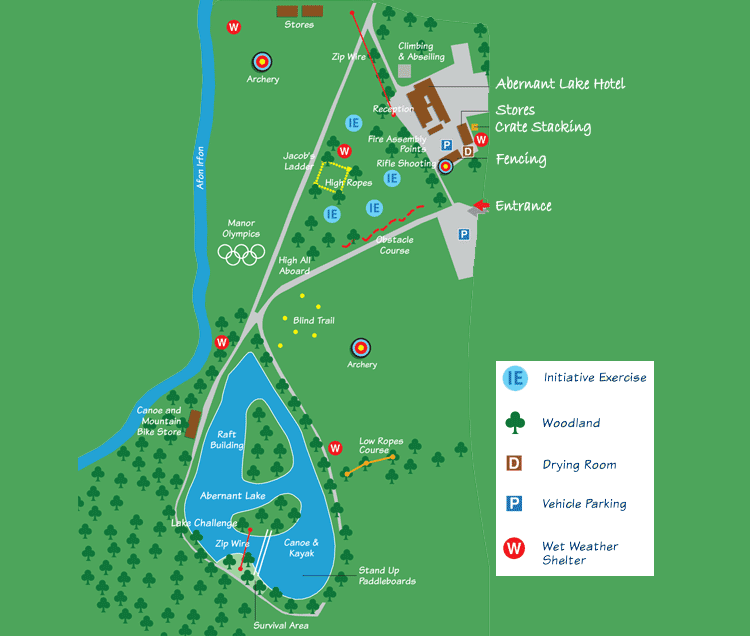 Stores
W
Archery
Zip Wire
Climbing
& Abseiling
Abernant Lake Hotel
Reception
Stores
Crate Stacking
IE
Fire Assembly
Points
P
W
D
W
Jacob's
Ladder
Rifle Shooting
Fencing
High Ropes
IE
Afon Irfon
IE
IE
Entrance
Manor
Olympics
Obstacle
Course
P
High All
Aboard
Blind Trail
W
Archery
IE
Initiative Exercise
Woodland
D
Drying Room
P
Vehicle Parking
W
Wet Weather
Shelter
Canoe and
Mountain
Bike Store
Raft
Building
W
Low Ropes
Course
Abernant Lake
Lake Challenge
Zip Wire
Canoe &
Kayak
Stand Up
Paddleboards
Survival Area